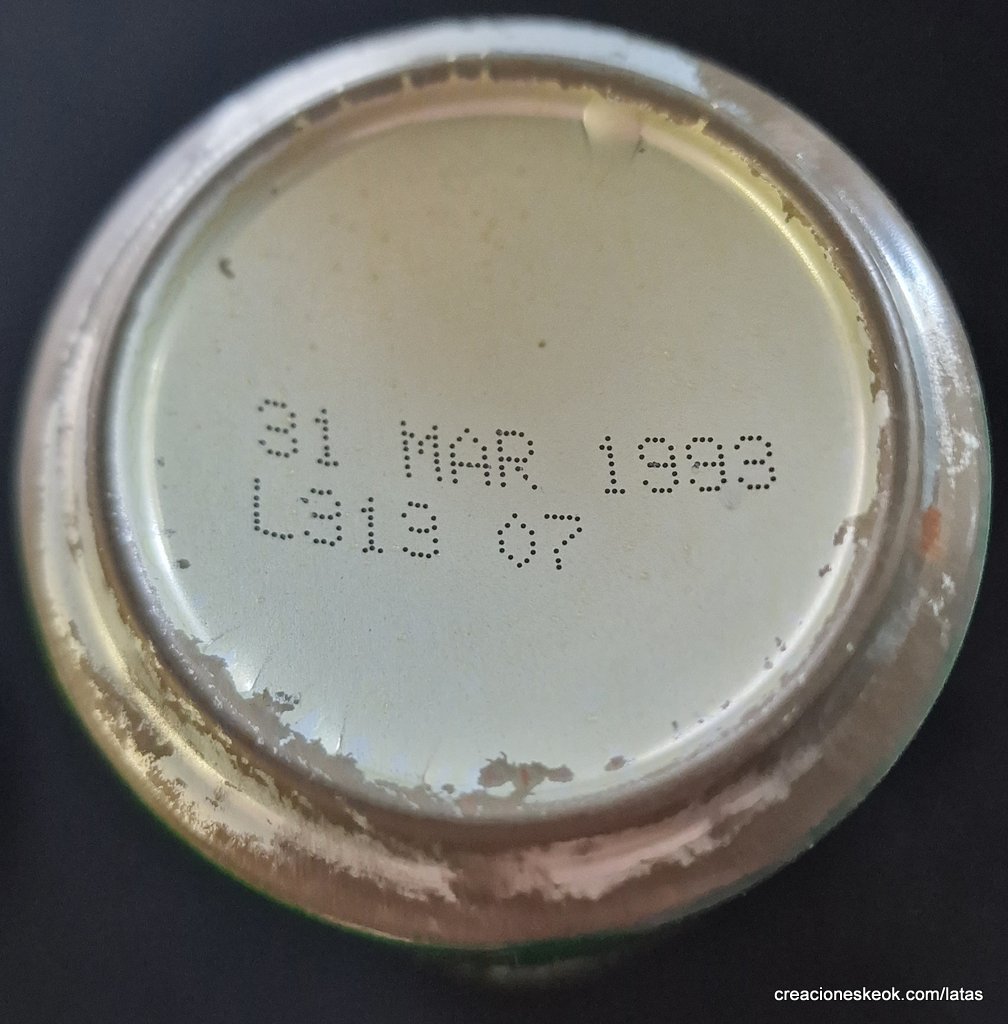 31 MAR 1993
L313 07
creacioneskeok.com/latas